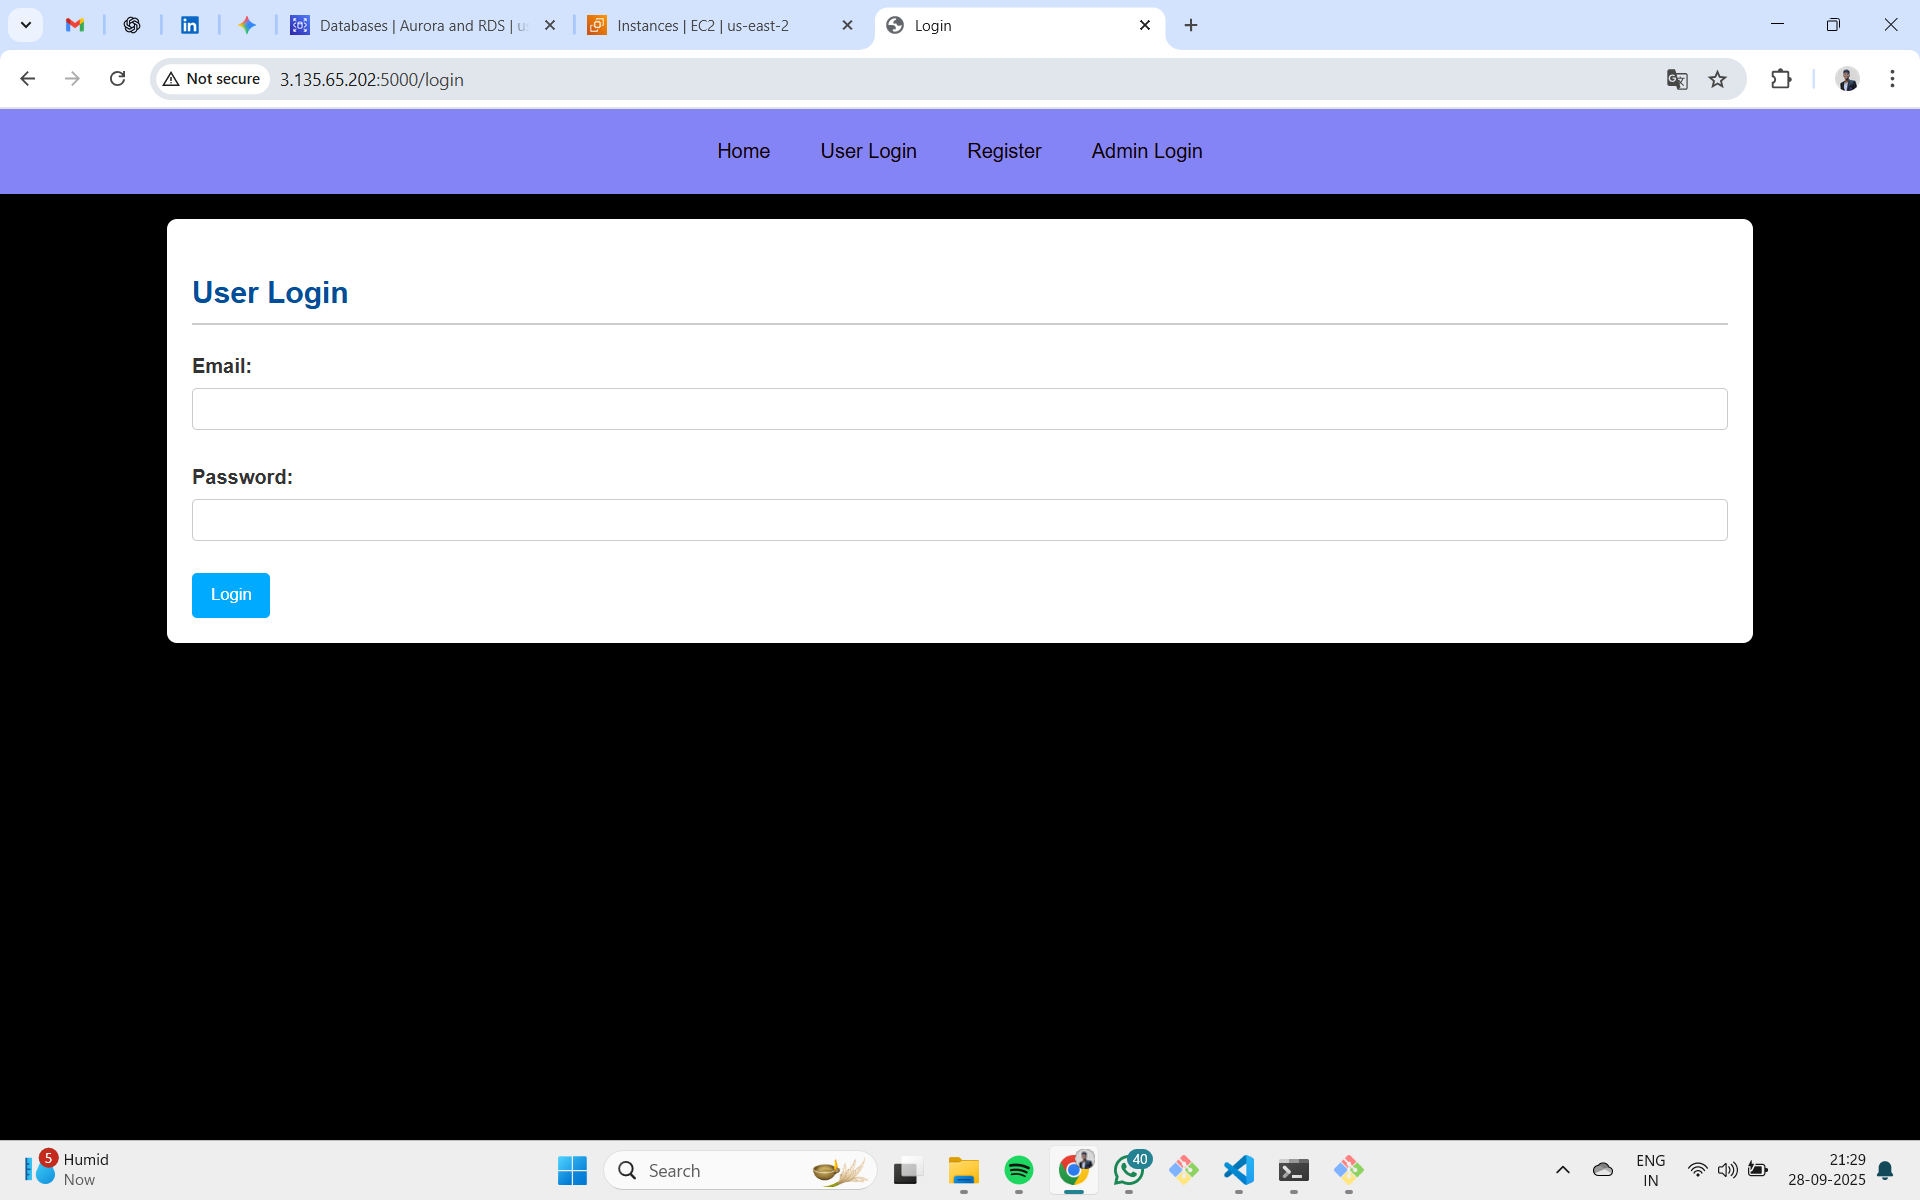 Databases | Aurora and RDS | us
Instances | EC2 | us-east-2
Login
Not secure
3.135.65.202:5000/login
Home
User Login
Register
Admin Login
User Login
Email:
Password:
Login
5
Humid
Now
Search
40
ENG
IN
21:29
28-09-2025